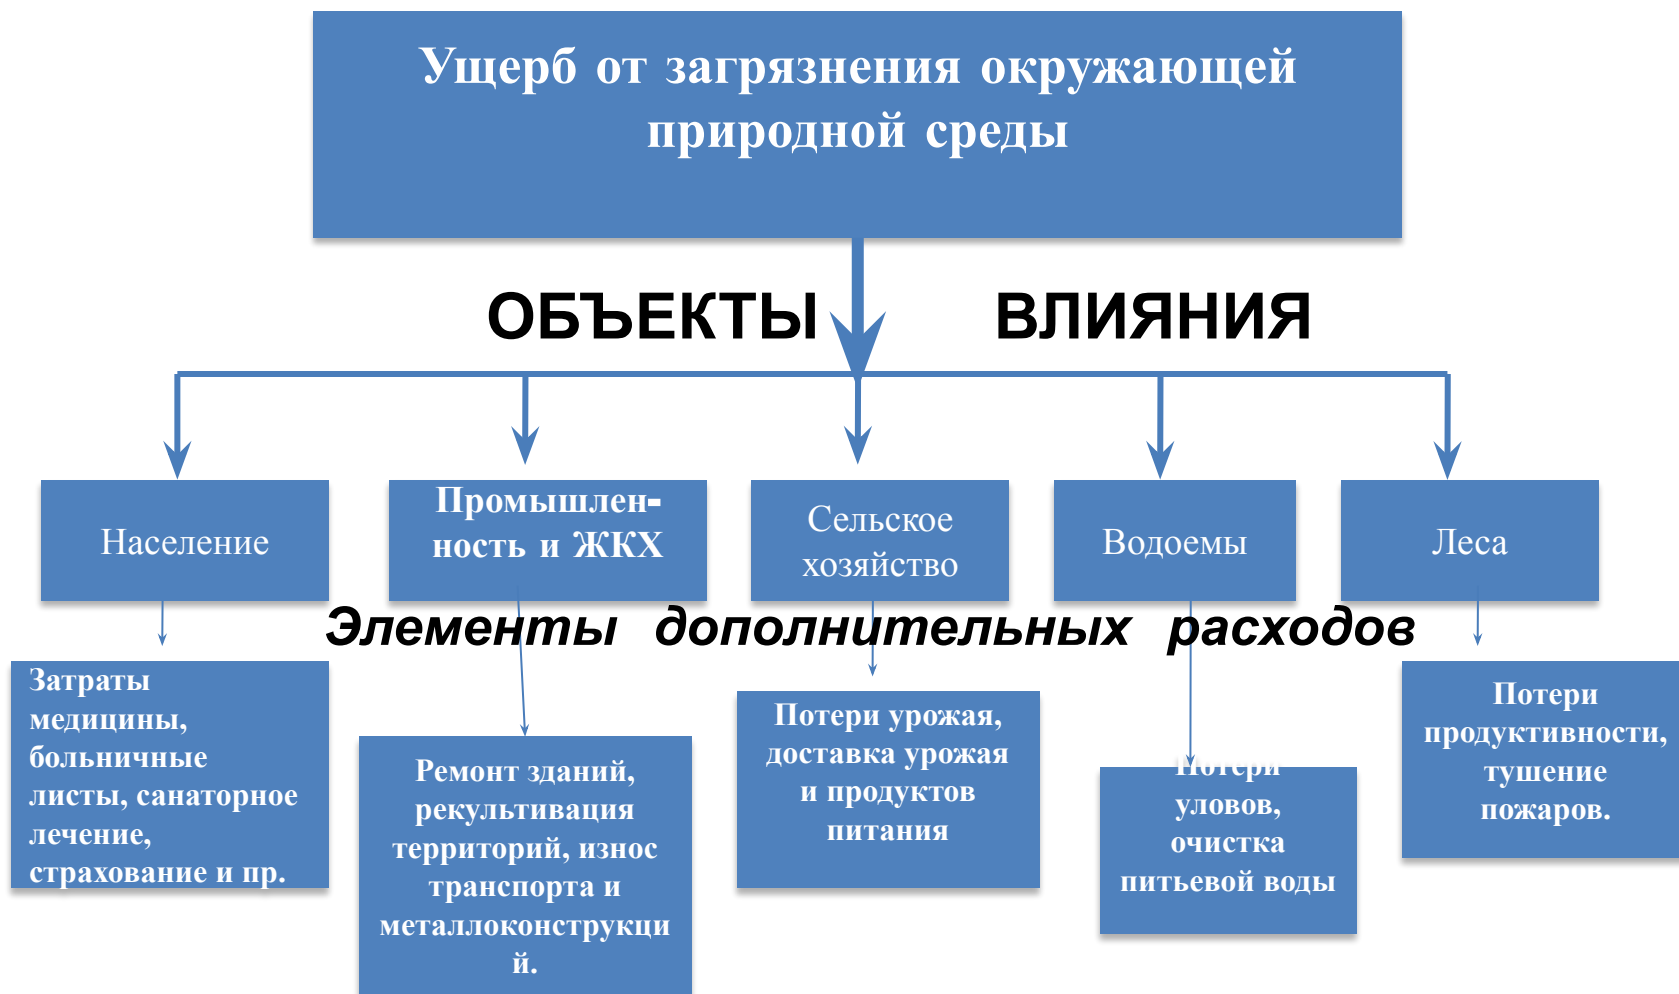 Ущерб от загрязнения окружающей
природной среды
ОБЪЕКТЫ ВЛИЯНИЯ
Население
Промышлен-
ность и ЖКХ
Сельское
хозяйство
Водоемы
Леса
Элементы дополнительных расходов
Затраты
медицины,
больничные
листы, санаторное
лечение,
страхование и пр.
Ремонт зданий,
рекультивация
территорий, износ
транспорта и
металлоконструкци
й.
Потери урожая,
доставка урожая
и продуктов
питания
Потери
уловов,
очистка
питьевой воды
Потери
продуктивности,
тушение
пожаров.